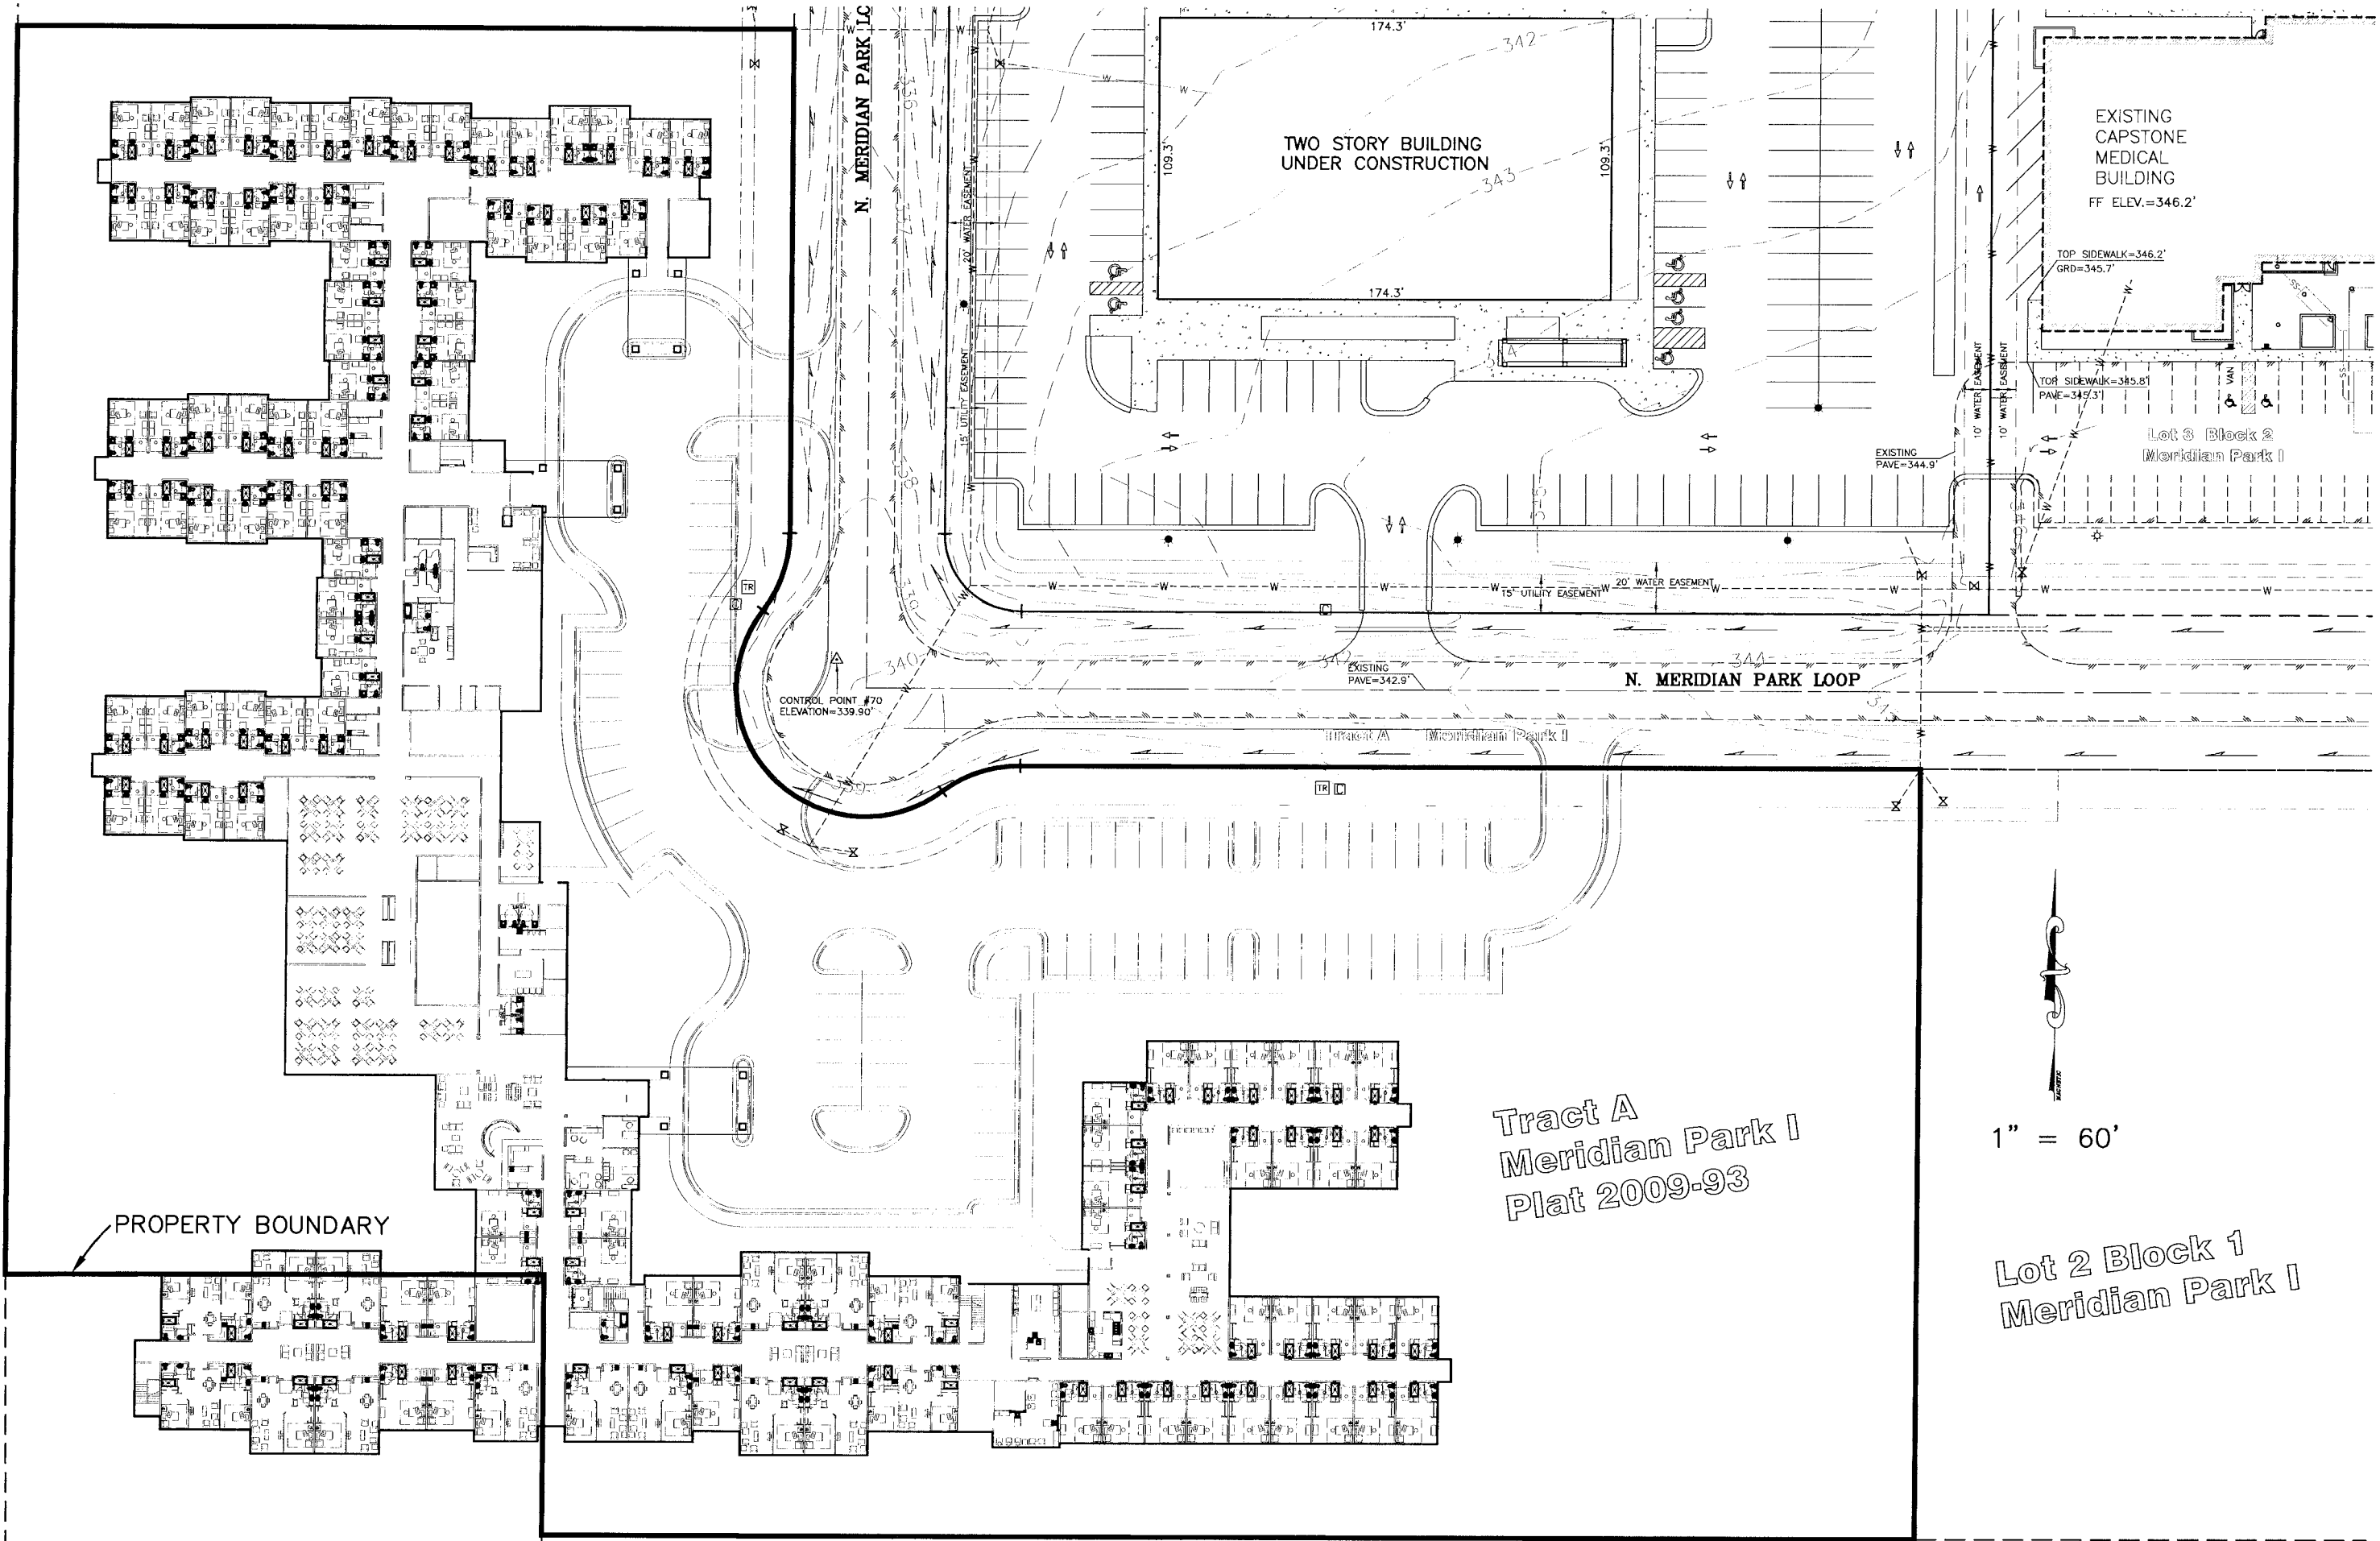 N. MERIDIAN PARK LO
174.3'
109.3'
TWO STORY BUILDING
UNDER CONSTRUCTION
109.3'
174.3'
342
343
336
338
339
340
342
344
EXISTING
CAPSTONE
MEDICAL
BUILDING
FF ELEV.=346.2'
TOP SIDEWALK=346.2'
GRD=345.7'
TOP SIDEWALK=345.8'
PAVE=345.3'
VAN
Lot 3 Block 2
Meridian Park I
20' WATER EASEMENT
15' UTILITY EASEMENT
10' WATER EASEMENT
10' WATER EASEMENT
EXISTING
PAVE=344.9'
15' UTILITY EASEMENT
20' WATER EASEMENT
TR
C
C
CONTROL POINT #70
ELEVATION=339.90'
EXISTING
PAVE=342.9'
N. MERIDIAN PARK LOOP
Tract A Meridian Park I
TR C
Tract A
Meridian Park I
Plat 2009-93
1" = 60'
PROPERTY BOUNDARY
Lot 2 Block 1
Meridian Park I